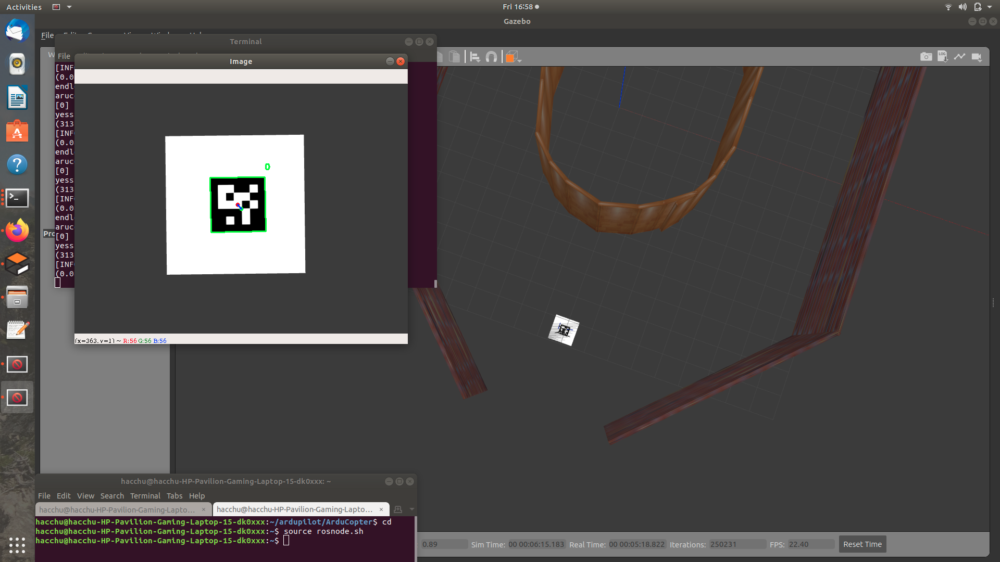 Activities
Fri 16:58
Gazebo
File
Terminal
W
File
Image
[INF
(0.0
endl
aruc
[0]
yess
(313
[INF
(0.0
endl
aruc
[0]
yess
(313
[INF
(0.0
endl
aruc
[0]
yess
(313
[INF
(0.0
Pro
0
LOG
(x=363, y=1) ~ R:56 G:56 B:56
hacchu@hacchu-HP-Pavilion-Gaming-Laptop-15-dk0xxx: ~
File Edit View Search Terminal Tabs Help
hacchu@hacchu-HP-Pavilion-Gaming-Lapto... × hacchu@hacchu-HP-Pavilion-Gaming-Lapto... ×
hacchu@hacchu-HP-Pavilion-Gaming-Laptop-15-dk0xxx:~/ardupilot/ArduCopter$ cd
hacchu@hacchu-HP-Pavilion-Gaming-Laptop-15-dk0xxx:~$ source rosnode.sh
hacchu@hacchu-HP-Pavilion-Gaming-Laptop-15-dk0xxx:~$
0.89 Sim Time: 00 00:06:15.183 Real Time: 00 00:05:18.822 Iterations: 250231 FPS: 22.40 Reset Time